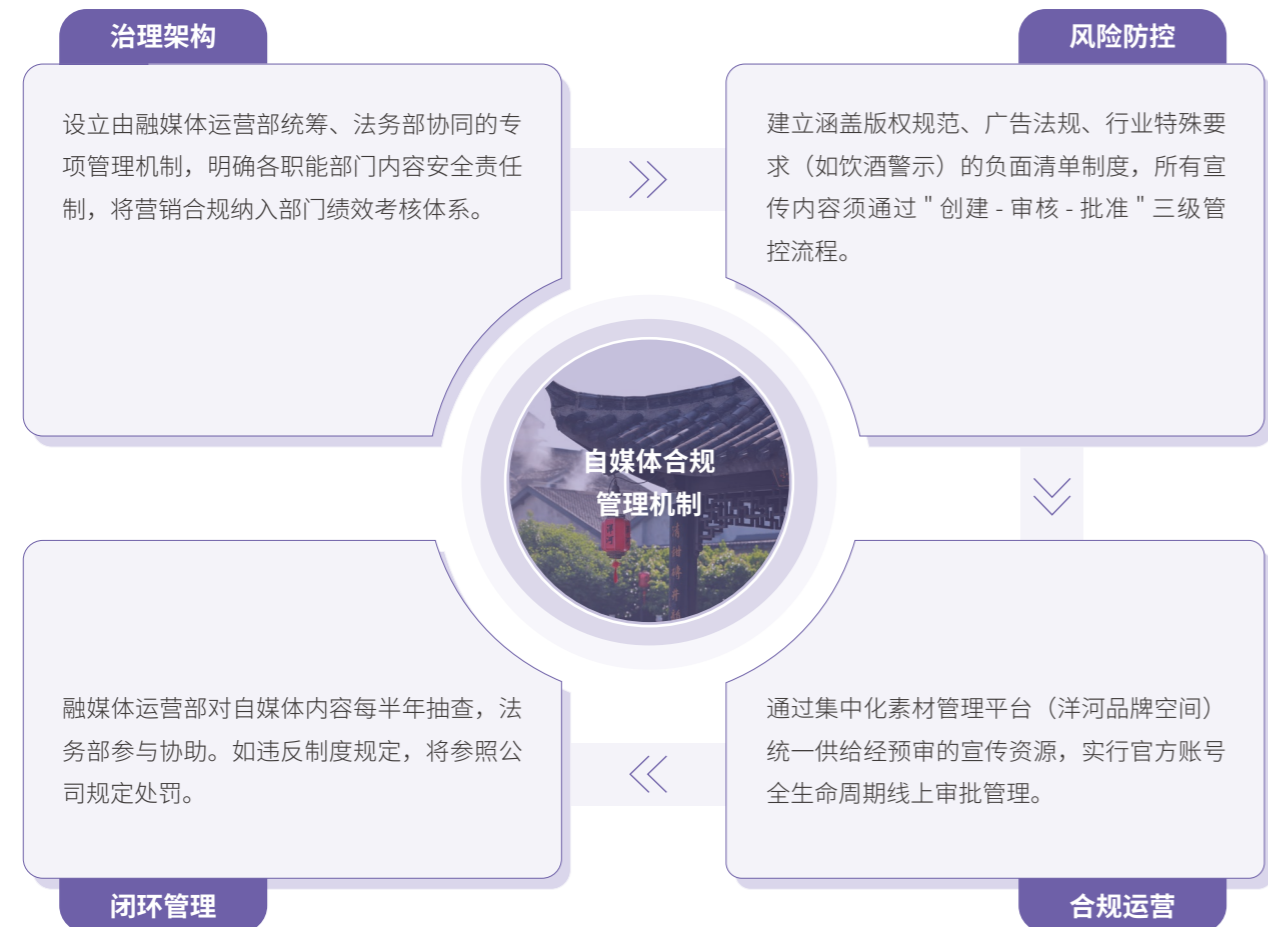 治理架构
设立由融媒体运营部统筹、法务部协同的专
项管理机制，明确各职能部门内容安全责任
制，将营销合规纳入部门绩效考核体系。
风险防控
建立涵盖版权规范、广告法规、行业特殊要
求（如饮酒警示）的负面清单制度，所有宣
传内容须通过 " 创建 - 审核 - 批准 " 三级管
控流程。
自媒体合规
管理机制
洋河
通过集中化素材管理平台（洋河品牌空间）
统一供给经预审的宣传资源，实行官方账号
全生命周期线上审批管理。
合规运营
融媒体运营部对自媒体内容每半年抽查，法
务部参与协助。如违反制度规定，将参照公
司规定处罚。
闭环管理